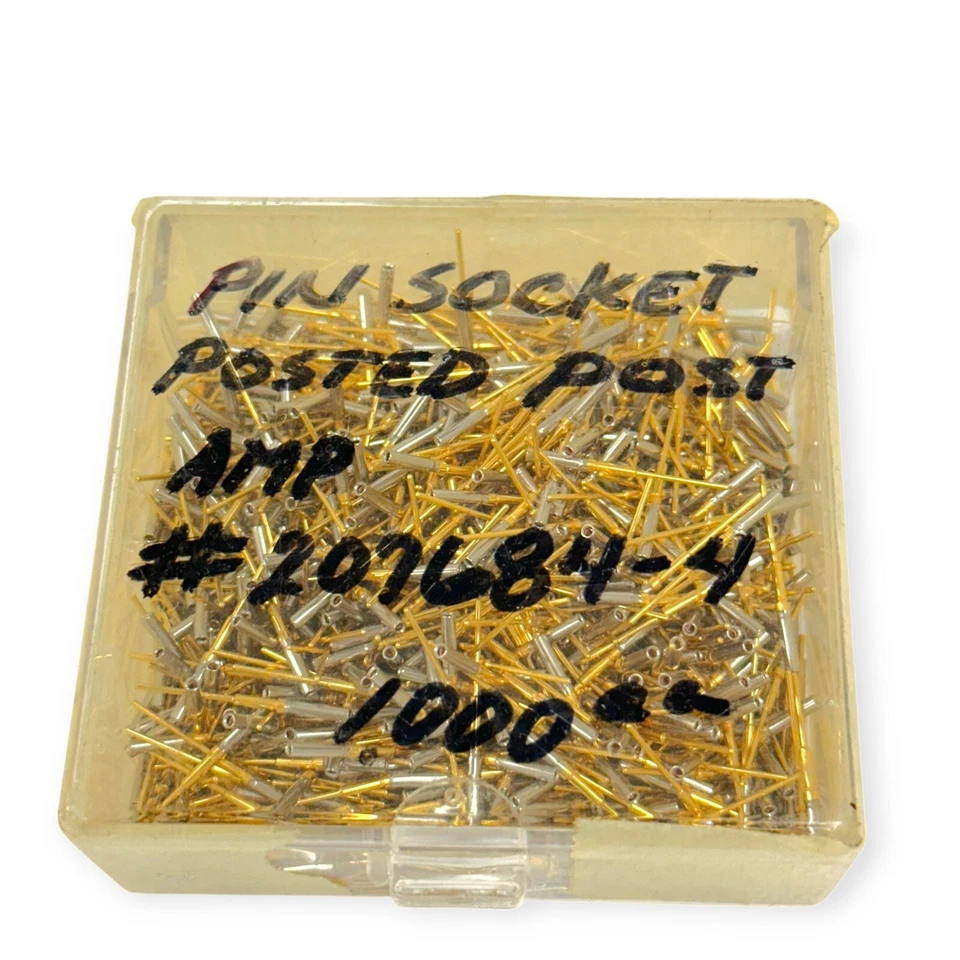 PIN SOCKET
POSTED POST
AMP
#207684-4
1000 ea